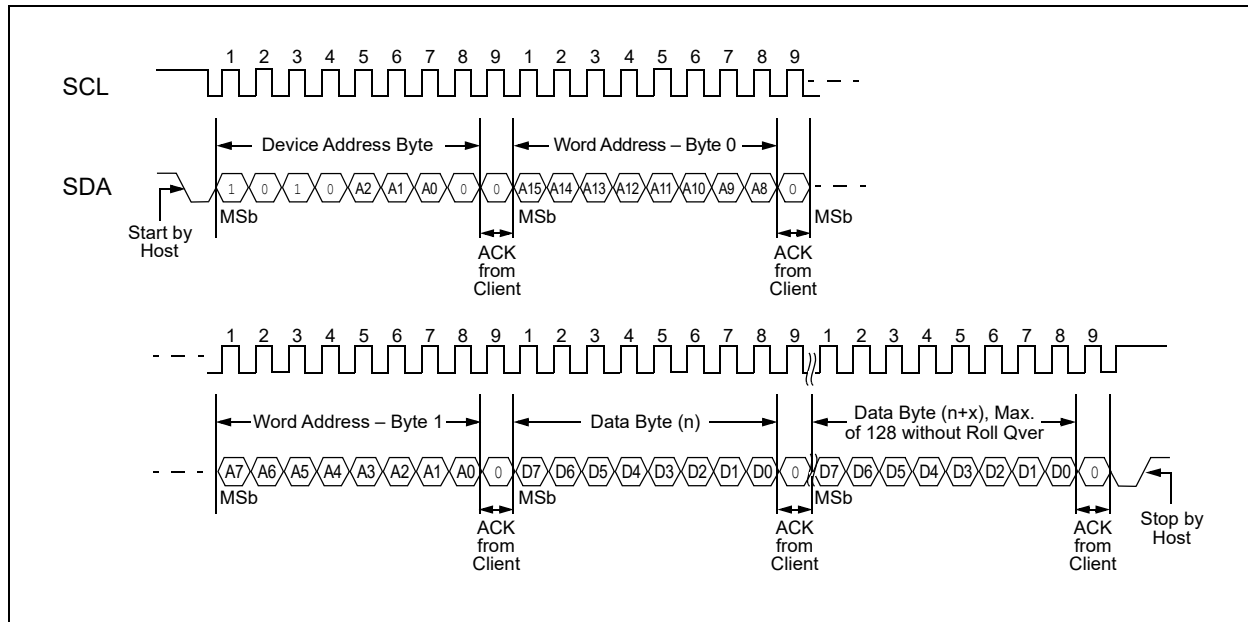 1 2 3 4 5 6 7 8 9 1 2 3 4 5 6 7 8 9
SCL
Device Address Byte Word Address – Byte 0
SDA
1 0 1 0 A2 A1 A0 0 0 A15 A14 A13 A12 A11 A10 A9 A8 0
MSb MSb MSb
Start by
Host
ACK
from
Client
ACK
from
Client
1 2 3 4 5 6 7 8 9 1 2 3 4 5 6 7 8 9 1 2 3 4 5 6 7 8 9
Word Address – Byte 1 Data Byte (n)
Data Byte (n+x), Max.
of 128 without Roll Qver
A7 A6 A5 A4 A3 A2 A1 A0 0 D7 D6 D5 D4 D3 D2 D1 D0 0 D7 D6 D5 D4 D3 D2 D1 D0 0
MSb MSb MSb
ACK
from
Client
ACK
from
Client
ACK
from
Client
Stop by
Host